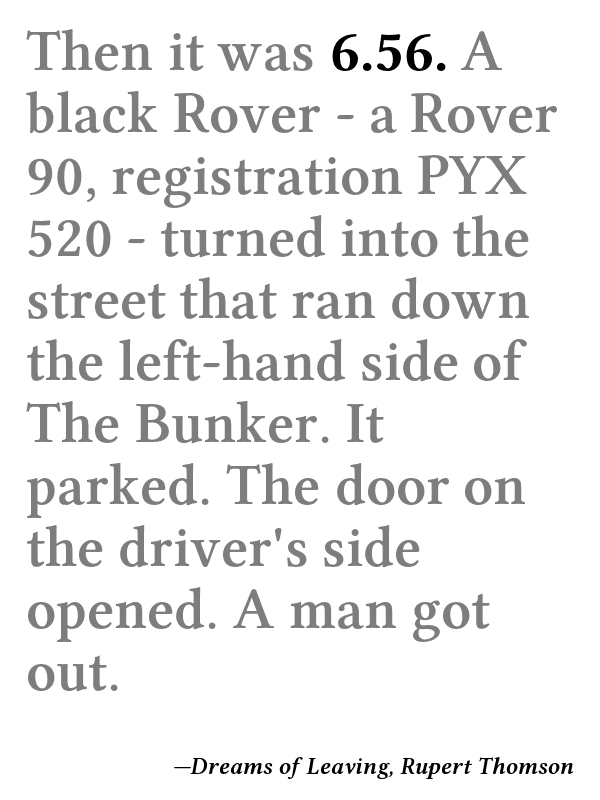 Then it was 6.56. A
black Rover - a Rover
90, registration PYX
520 - turned into the
street that ran down
the left-hand side of
The Bunker. It
parked. The door on
the driver's side
opened. A man got
out.
—Dreams of Leaving, Rupert Thomson